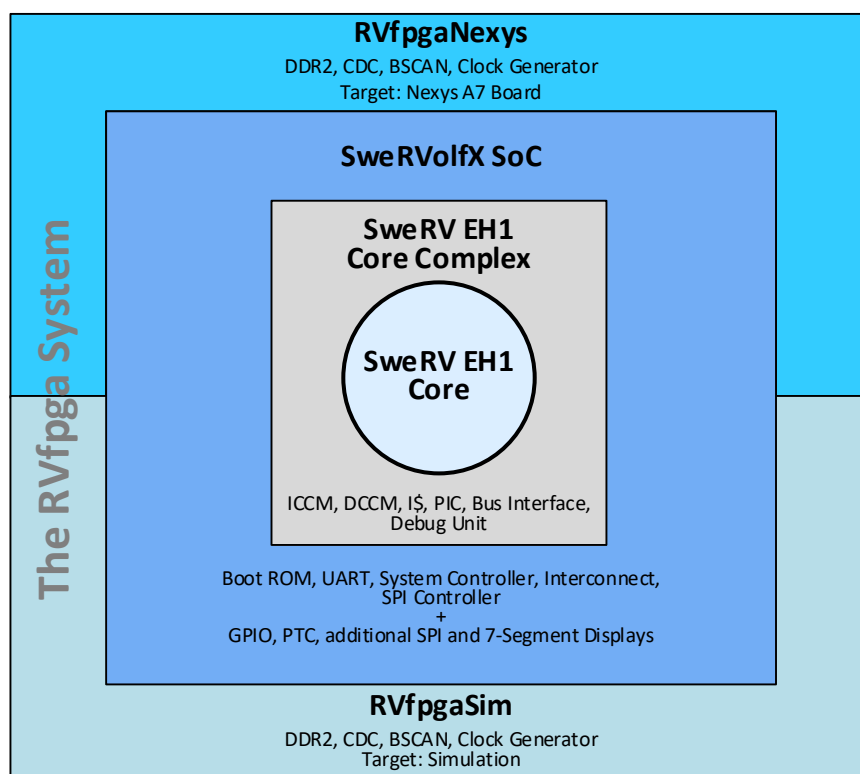 RVfpgaNexys
DDR2, CDC, BSCAN, Clock Generator
Target: Nexys A7 Board
SweRVolfX SoC
SweRV EH1
Core Complex
SweRV EH1
Core
ICCM, DCCM, I$, PIC, Bus Interface,
Debug Unit
Boot ROM, UART, System Controller, Interconnect,
SPI Controller
+
GPIO, PTC, additional SPI and 7-Segment Displays
RVfpgaSim
DDR2, CDC, BSCAN, Clock Generator
Target: Simulation
The RVfpga System